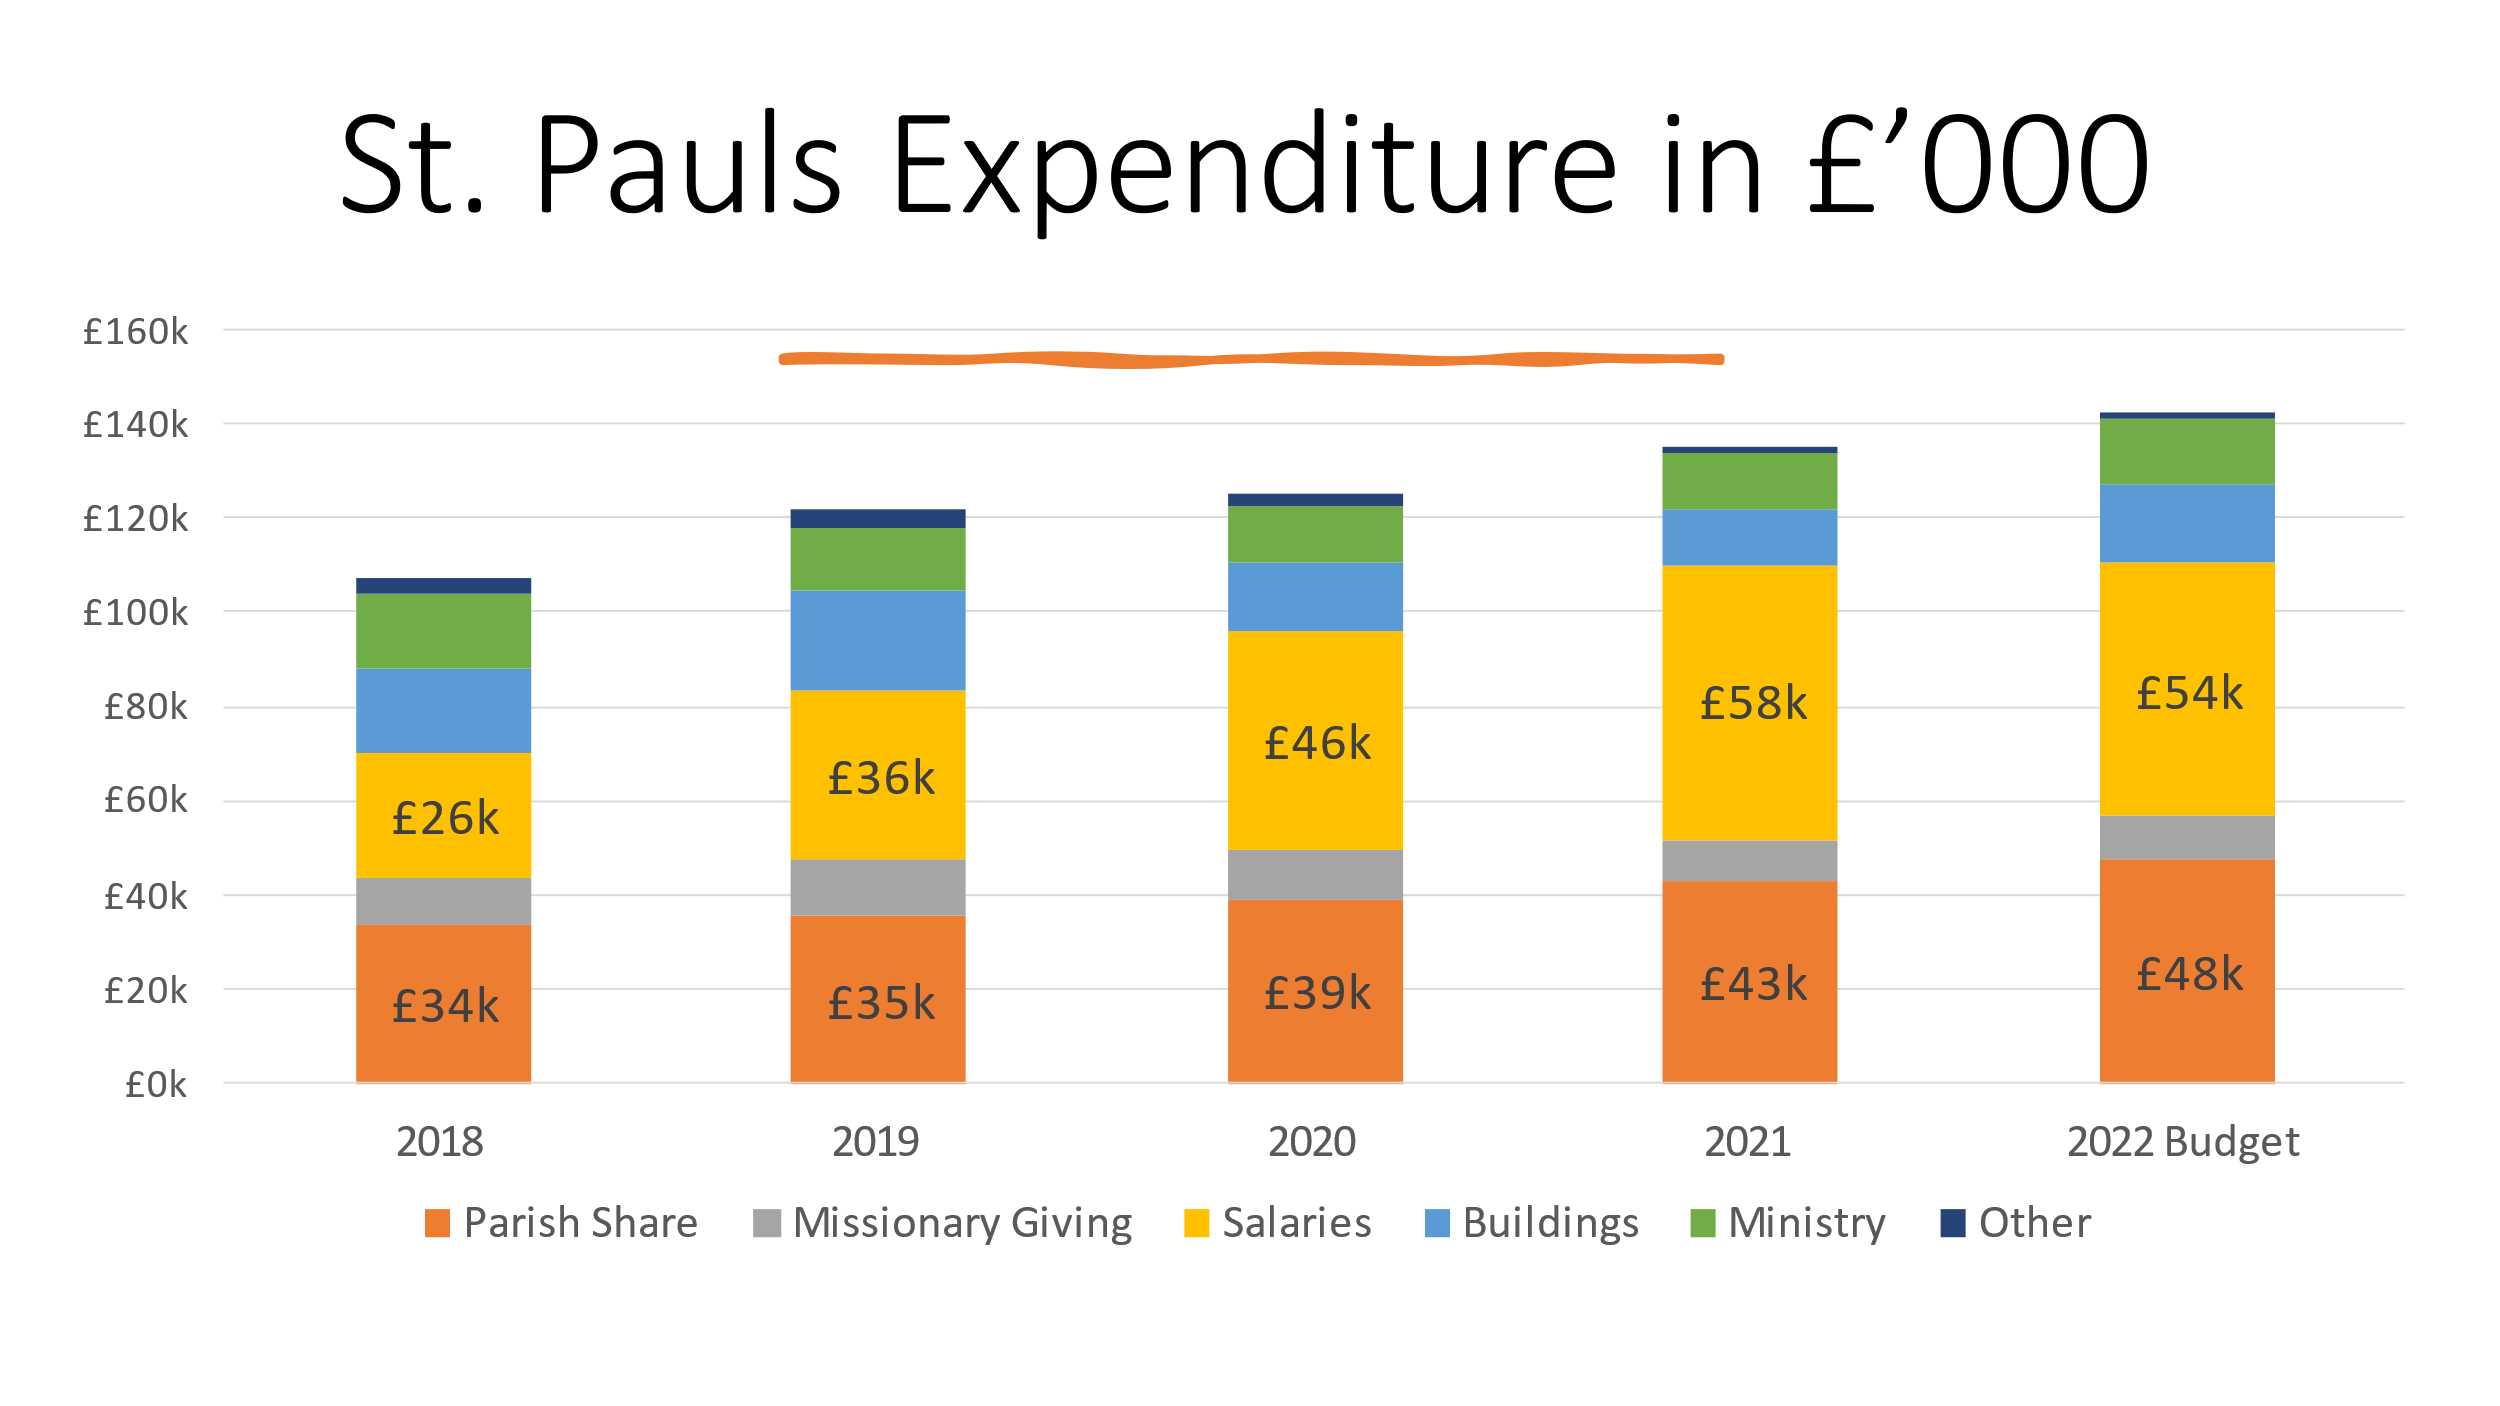 St. Pauls Expenditure in £’000
£160k
£140k
£120k
£100k
£80k
£60k
£40k
£20k
£0k
£26k
£34k
£36k
£35k
£46k
£39k
£58k
£43k
£54k
£48k
2018 2019 2020 2021 2022 Budget
Parish Share Missionary Giving Salaries Buildings Ministry Other